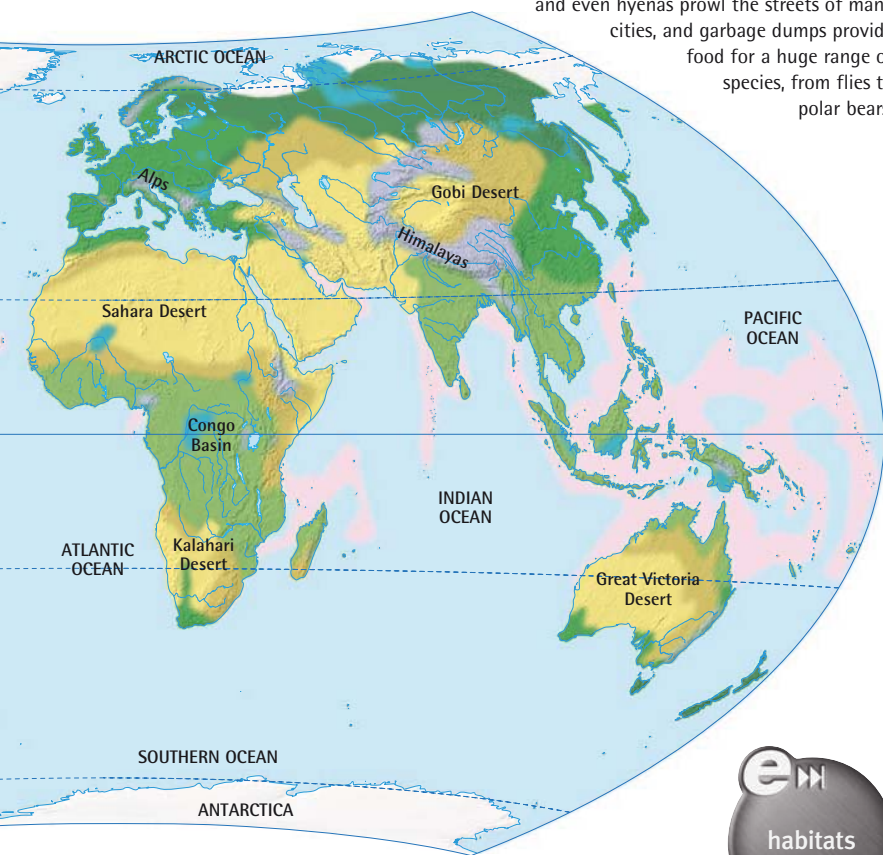 and even hyenas prowl the streets of man
cities, and garbage dumps provid
food for a huge range o
species, from flies t
polar bear
ARCTIC OCEAN
Alps
Gobi Desert
Himalayas
Sahara Desert
PACIFIC
OCEAN
Congo
Basin
INDIAN
OCEAN
ATLANTIC
OCEAN
Kalahari
Desert
Great Victoria
Desert
SOUTHERN OCEAN
ANTARCTICA
e
habitats